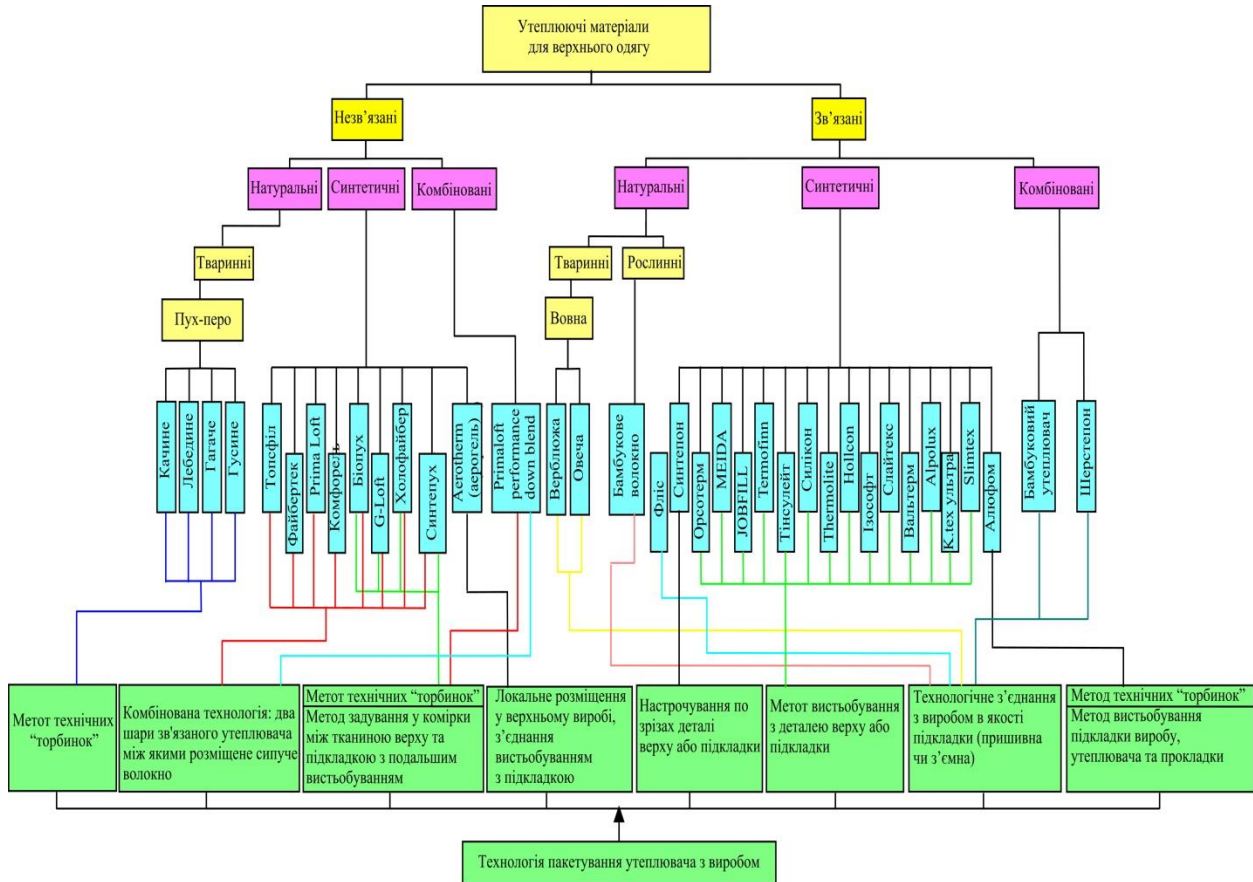 Утеплюючі матеріали
для верхнього одягу
Незв’язані
Зв’язані
Натуральні
Синтетичні
Комбіновані
Натуральні
Синтетичні
Комбіновані
Тваринні
Тваринні
Рослинні
Пух-перо
Вовна
Качине
Лебедине
Гагаче
Гусине
Топсфіл
Файбертек
Prima Loft
Комфорель
Біопух
G-Loft
Холофайбер
Синтепух
Aerotherm
(аерогель)
Primaloft
performance
down blend
Верблюжа
Овеча
Бамбукове
волокно
Фліс
Синтепон
Орсотерм
MEIDA
JOBFILL
Termofinn
Тінсулейт
Силікон
Thermolite
Hollcon
Ізософт
Слайтекс
Вальтерм
Alpolux
K.tex ультра
Slimtex
Алюфом
Бамбуковий
утеплювач
Шерстепон
Метот технічних
“торбинок”
Комбінована технологія: два
шари зв'язаного утеплювача
між якими розміщене сипуче
волокно
Метот технічних “торбинок”
Метод задування у комірки
між тканиною верху та
підкладкою з подальшим
вистьобуванням
Локальне розміщення
у верхньому виробі,
з’єднання
вистьобуванням
з підкладкою
Настрочування по
зрізах деталі
верху або підкладки
Метот вистьобування
з деталею верху або
підкладки
Технологічне з’єднання
з виробом в якості
підкладки (пришивна
чи з’ємна)
Метод технічних “торбинок”
Метод вистьобування
підкладки виробу,
утеплювача та прокладки
Технологія пакетування утеплювача з виробом